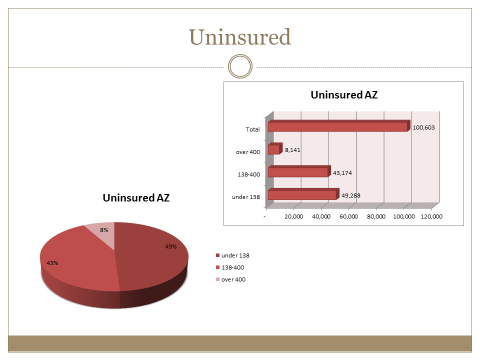 Uninsured
Uninsured AZ
Total
100,603
over 400
8,141
138-400
43,174
under 138
49,288
- 20,000 40,000 60,000 80,000 100,000 120,000
Uninsured AZ
8%
49%
43%
under 138
138-400
over 400